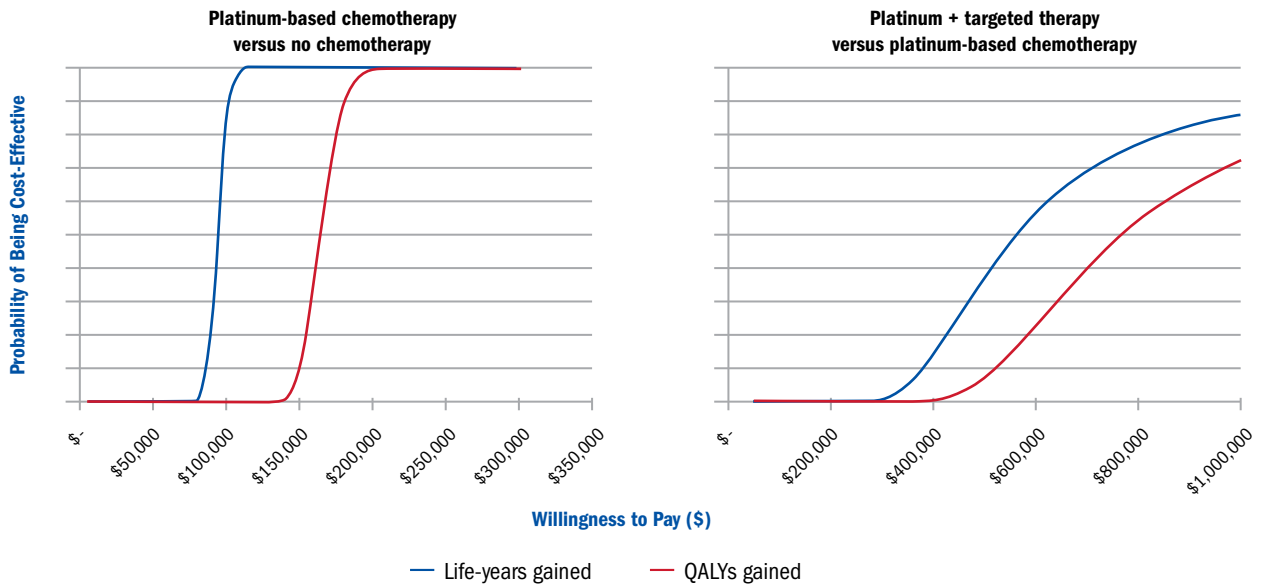 Platinum-based chemotherapy
versus no chemotherapy
Platinum + targeted therapy
versus platinum-based chemotherapy
Probability of Being Cost-Effective
$-
$50,000
$100,000
$150,000
$200,000
$250,000
$300,000
$350,000
$-
$200,000
$400,000
$600,000
$800,000
$1,000,000
Willingness to Pay ($)
Life-years gained
QALYs gained